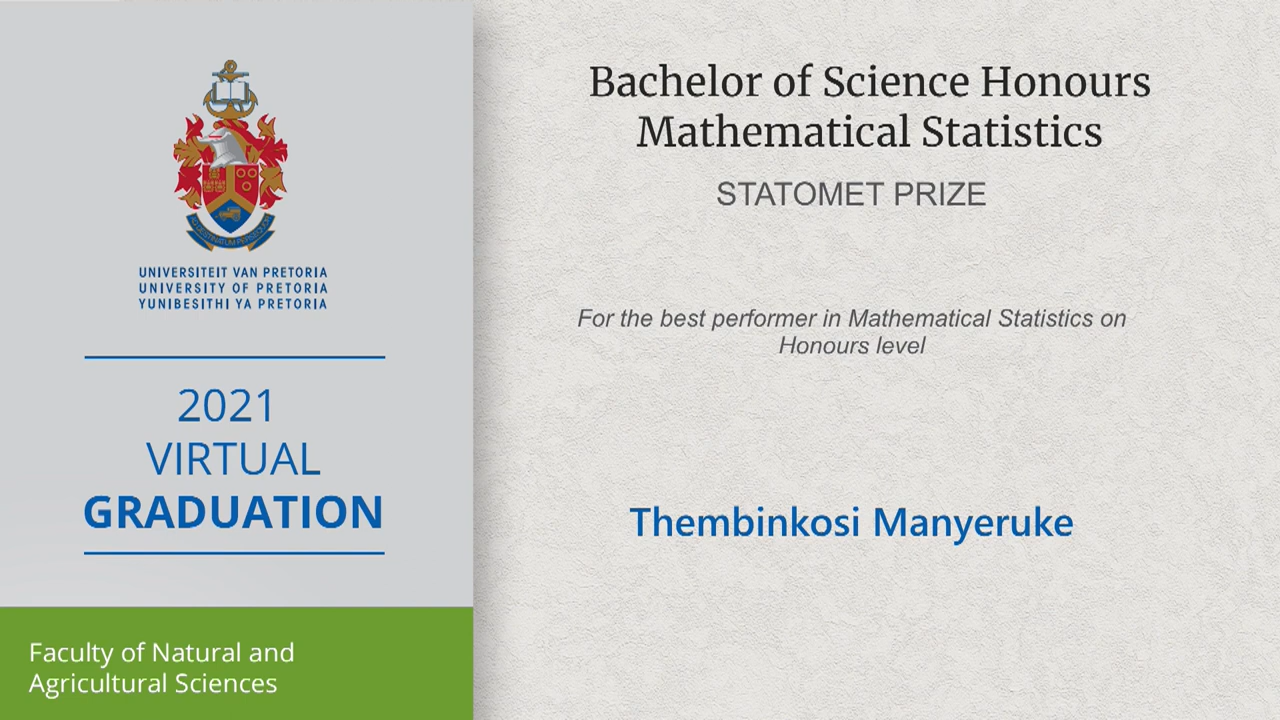 UNIVERSITEIT VAN PRETORIA
UNIVERSITY OF PRETORIA
YUNIBESITHI YA PRETORIA
2021
VIRTUAL
GRADUATION
Faculty of Natural and
Agricultural Sciences
Bachelor of Science Honours
Mathematical Statistics
STATOMET PRIZE
For the best performer in Mathematical Statistics on
Honours level
Thembinkosi Manyeruke